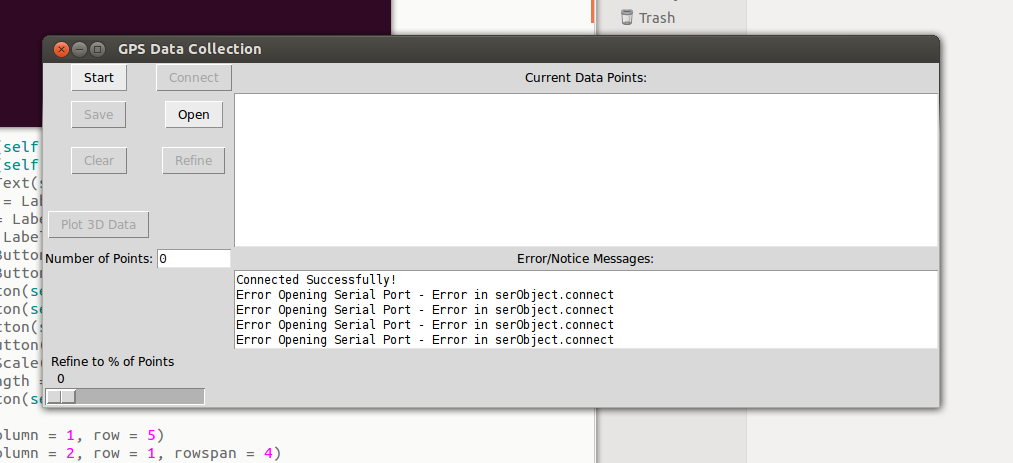 Trash
GPS Data Collection
Start
Connect
Current Data Points:
Save
Open
Clear
Refine
Plot 3D Data
Number of Points: 0
Error/Notice Messages:
Connected Successfully!
Error Opening Serial Port - Error in serObject.connect
Error Opening Serial Port - Error in serObject.connect
Error Opening Serial Port - Error in serObject.connect
Error Opening Serial Port - Error in serObject.connect
Refine to % of Points
0
(self
(self
Text(s
= Lab
= Labe
Label
Button
Button
ton(se
ton(se
tton(s
utton(
Scale(
ngth =
ton(se
olumn = 1, row = 5)
olumn = 2, row = 1, rowspan = 4)